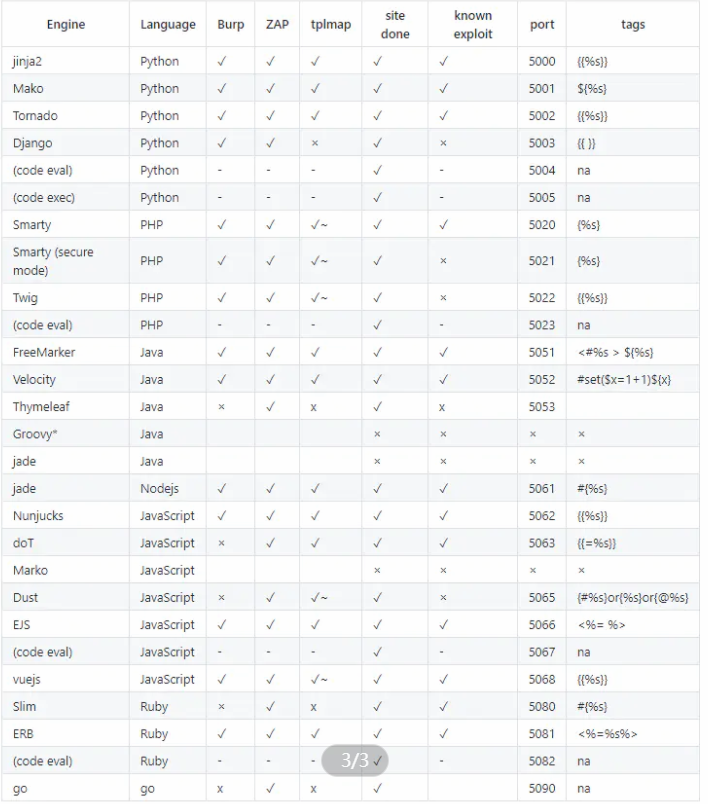 Engine Language Burp ZAP tplmap site done known exploit port tags
jinja2 Python ✓ ✓ ✓ ✓ ✓ 5000 {{%s}}
Mako Python ✓ ✓ ✓ ✓ ✓ 5001 ${%s}
Tornado Python ✓ ✓ ✓ ✓ ✓ 5002 {{%s}}
Django Python ✓ ✓ × ✓ × 5003 {{ }}
(code eval) Python - - - ✓ - 5004 na
(code exec) Python - - - ✓ - 5005 na
Smarty PHP ✓ ✓ ✓~ ✓ ✓ 5020 {%s}
Smarty (secure mode) PHP ✓ ✓ ✓~ ✓ × 5021 {%s}
Twig PHP ✓ ✓ ✓~ ✓ × 5022 {{%s}}
(code eval) PHP - - - ✓ - 5023 na
FreeMarker Java ✓ ✓ ✓ ✓ ✓ 5051 <#%s > ${%s}
Velocity Java ✓ ✓ ✓ ✓ ✓ 5052 #set($x=1+1)${x}
Thymeleaf Java × ✓ x ✓ x 5053
Groovy* Java × × × ×
jade Java × × × ×
jade Nodejs ✓ ✓ ✓ ✓ ✓ 5061 #{%s}
Nunjucks JavaScript ✓ ✓ ✓ ✓ ✓ 5062 {{%s}}
doT JavaScript × ✓ ✓ ✓ ✓ 5063 {{=%s}}
Marko JavaScript × × × ×
Dust JavaScript × ✓ ✓~ ✓ × 5065 {#%s}or{%s}or{@%s}
EJS JavaScript ✓ ✓ ✓ ✓ ✓ 5066 <%= %>
(code eval) JavaScript - - - ✓ - 5067 na
vuejs JavaScript ✓ ✓ ✓~ ✓ ✓ 5068 {{%s}}
Slim Ruby × ✓ x ✓ ✓ 5080 #{%s}
ERB Ruby ✓ ✓ ✓ ✓ ✓ 5081 <%=%s%>
(code eval) Ruby - - - ✓ - 5082 na
3/3
go go x ✓ x ✓ 5090 na